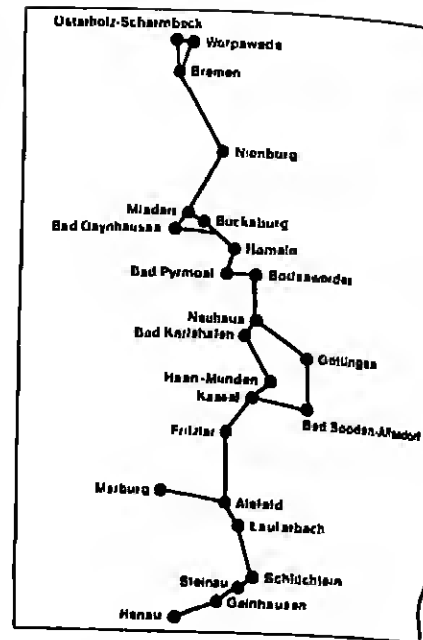 Osterholz-Scharmbeck
Worpswede
Bremen
Nienburg
Minden
Bückeburg
Bad Oeynhausen
Hameln
Bad Pyrmont
Bodenwerder
Neuhaus
Bad Karlshafen
Göttingen
Hann-Münden
Kassel
Bad Sooden-Allendorf
Fritzlar
Marburg
Alsfeld
Lauterbach
Schlüchtern
Steinau
Gelnhausen
Hanau